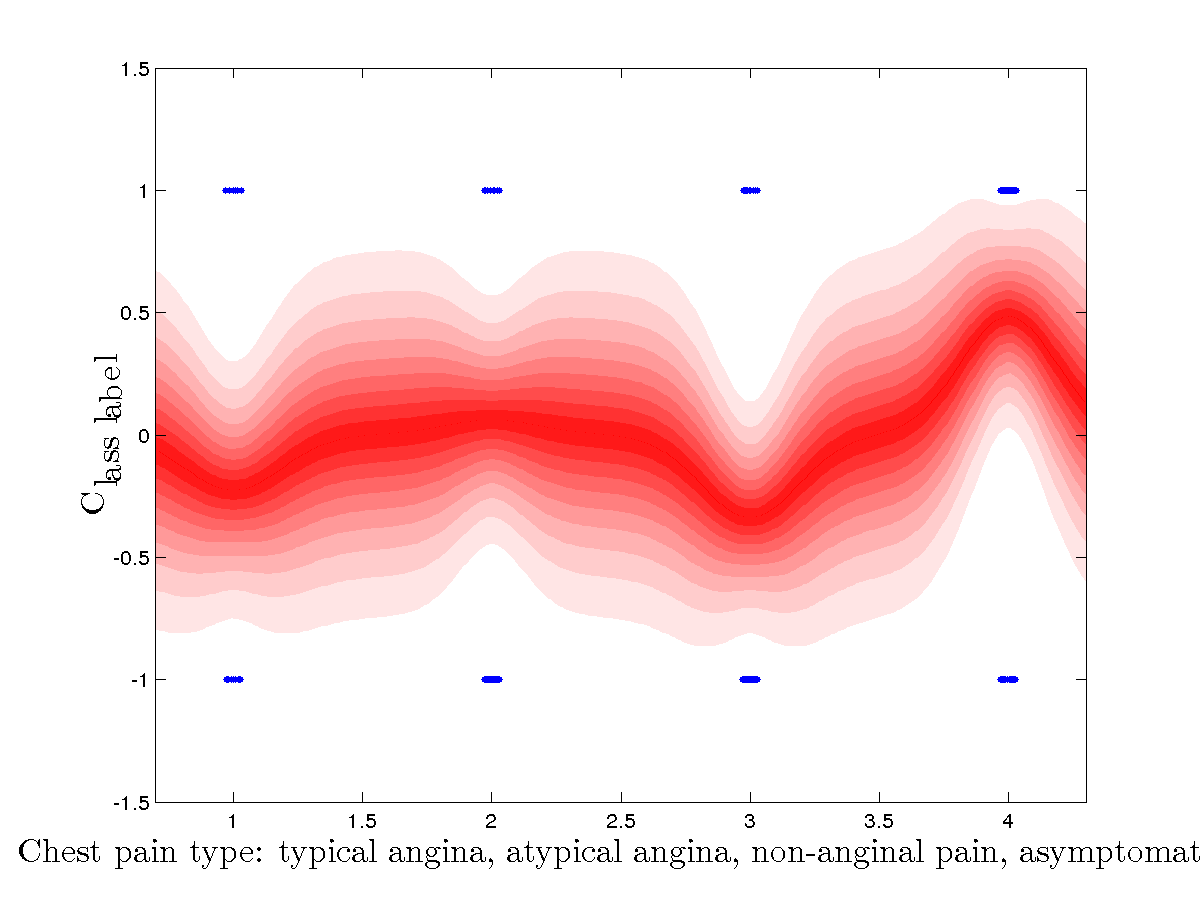 1.5
1
0.5
0
-0.5
-1
-1.5
Class label
1 1.5 2 2.5 3 3.5 4
Chest pain type: typical angina, atypical angina, non-anginal pain, asymptomat